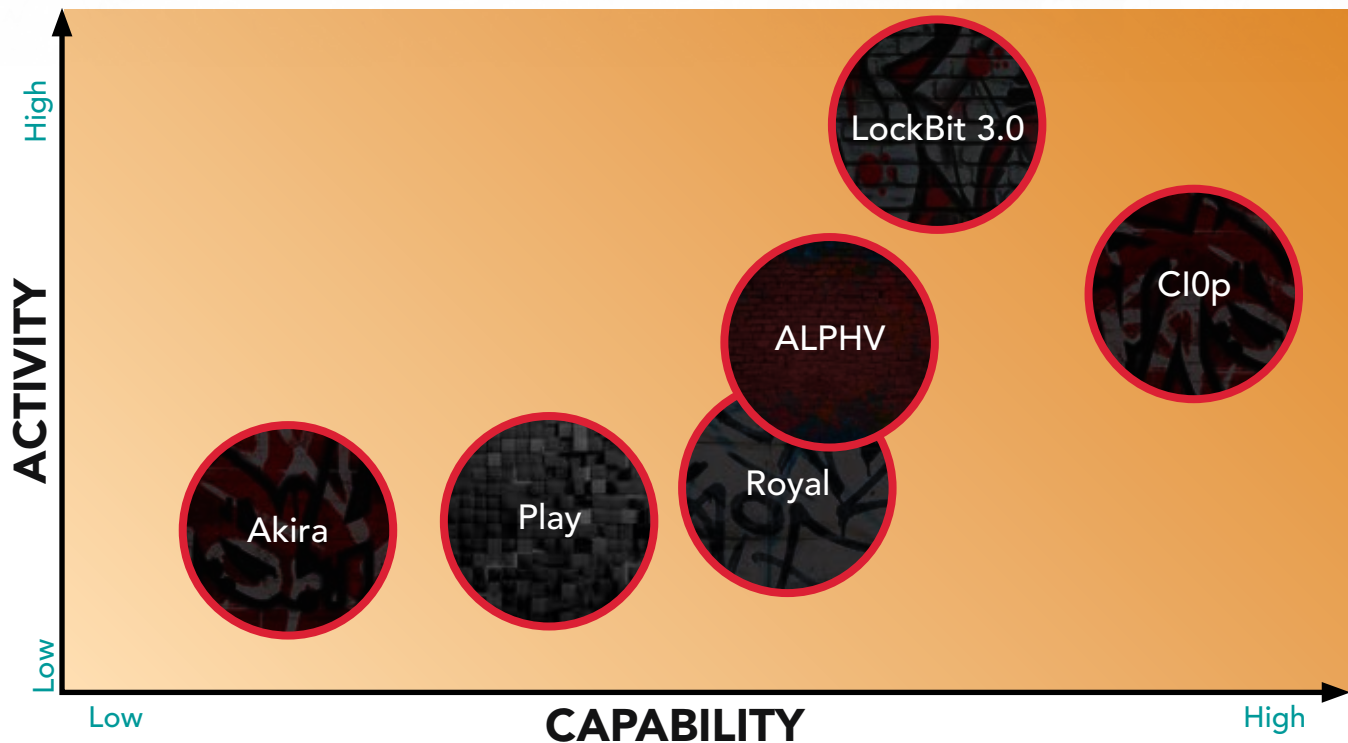 High
LockBit 3.0
Cl0p
ACTIVITY
ALPHV
Royal
Play
Akira
Low
Low
CAPABILITY
High